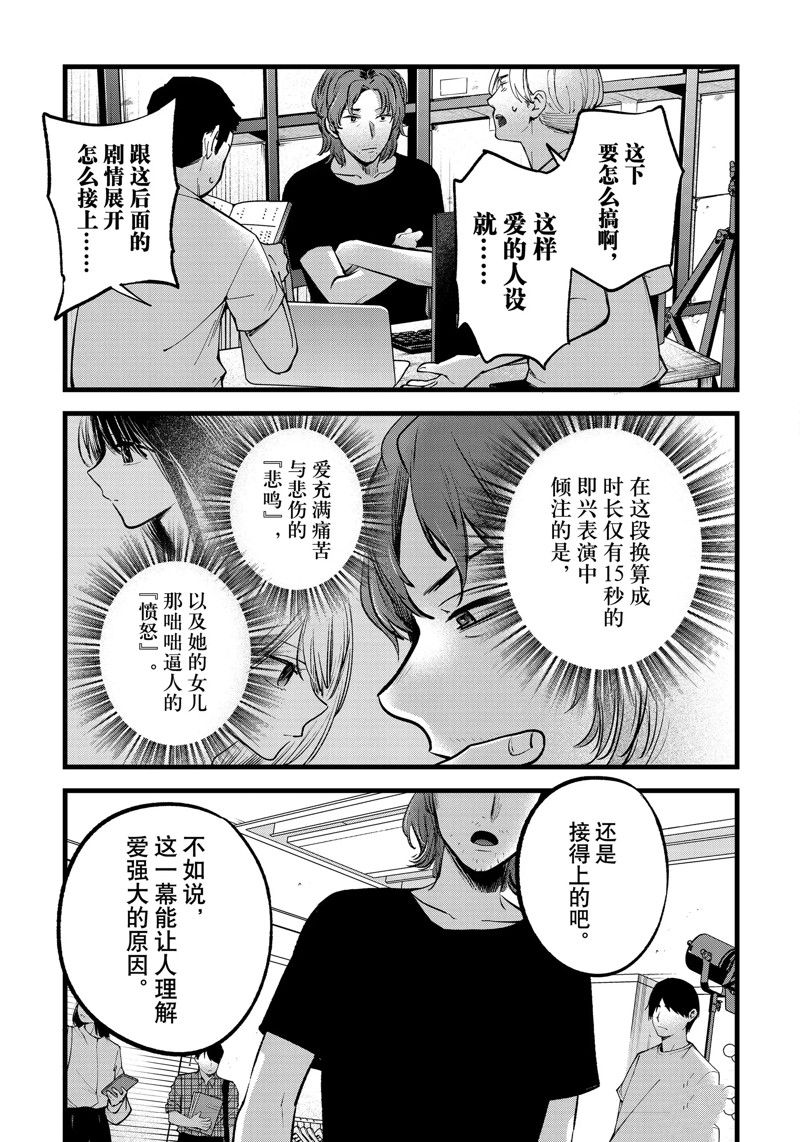 这下
要怎么搞啊，
这样
爱的人设
就……
跟这后面的
剧情展开
怎么接上……
在这段换算成
时长仅有15秒的
即兴表演中
倾注的是，
爱充满痛苦
与悲伤的
『悲鸣』，
以及她的女儿
那咄咄逼人的
『愤怒』。
还是
接得上的吧。
不如说，
这一幕能让人理解
爱强大的原因。